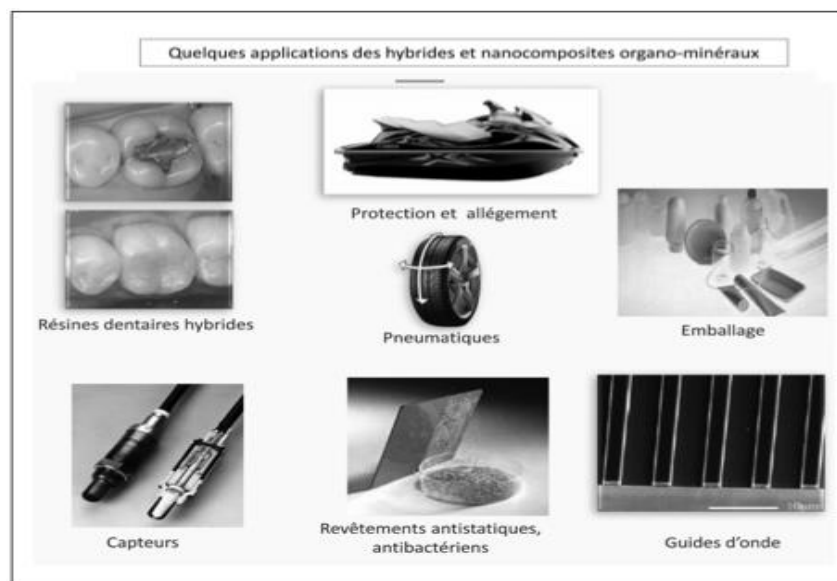 Quelques applications des hybrides et nanocomposites organo-minéraux
Protection et allégement
Résines dentaires hybrides
Pneumatiques
Emballage
Capteurs
Revêtements antistatiques,
antibactériens
Guides d'onde